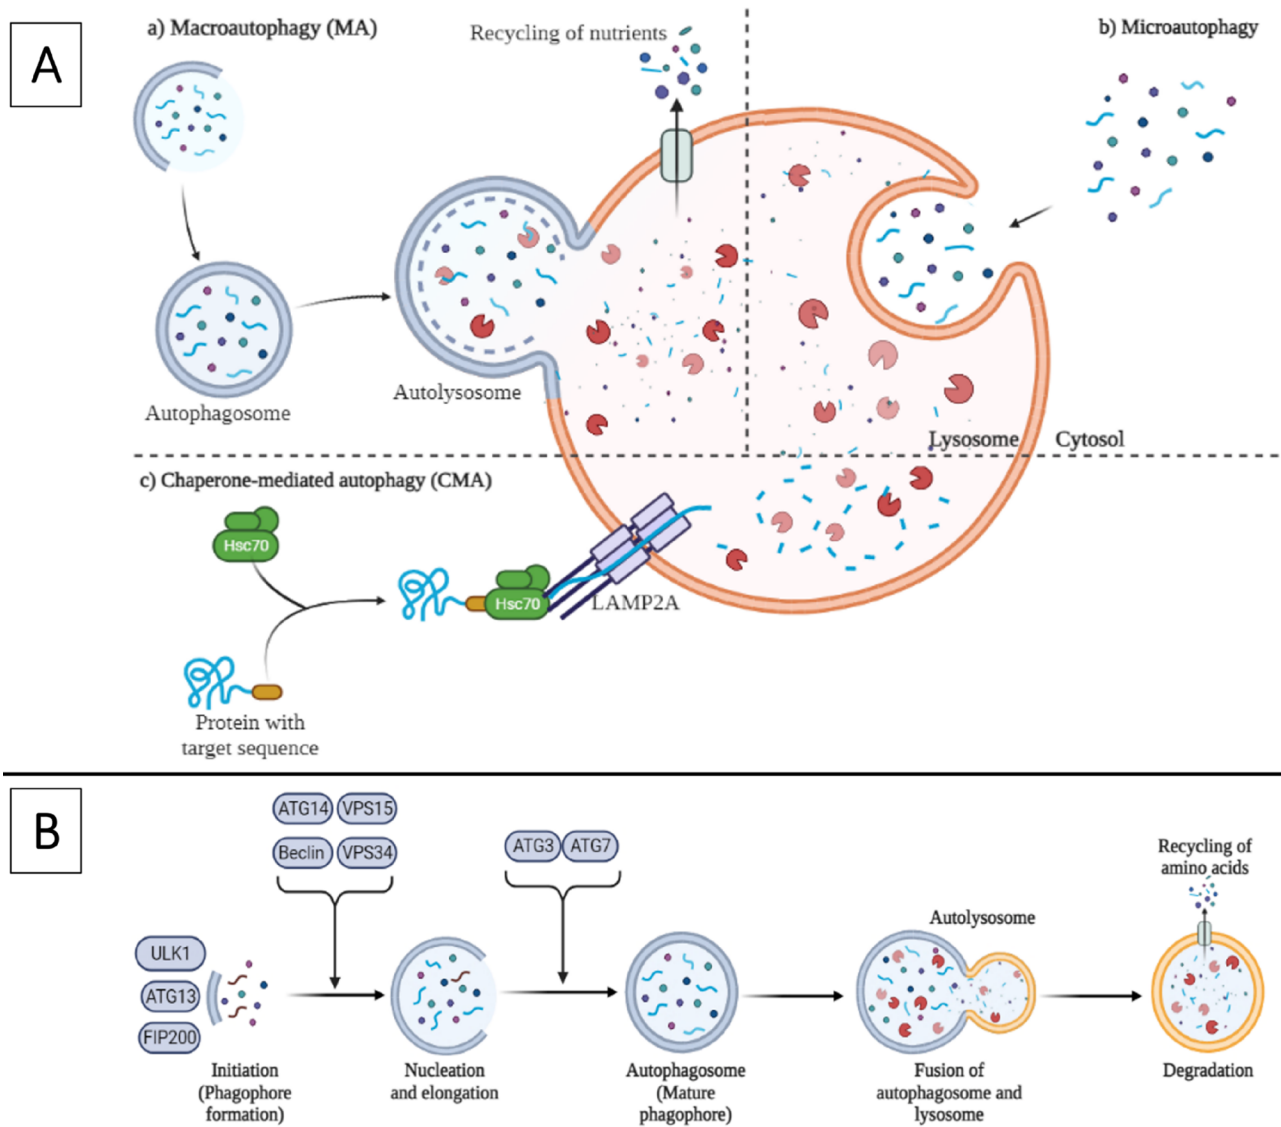 A
a) Macroautophagy (MA)
Recycling of nutrients
b) Microautophagy
Autophagosome
Autolysosome
Lysosome
Cytosol
c) Chaperone-mediated autophagy (CMA)
Hsc70
Hsc70
LAMP2A
Protein with
target sequence
B
ATG14
VPS15
Beclin
VPS34
ATG3
ATG7
Recycling of
amino acids
Autolysosome
ULK1
ATG13
FIP200
Initiation
(Phagophore
formation)
Nucleation
and elongation
Autophagosome
(Mature
phagophore)
Fusion of
autophagosome and
lysosome
Degradation